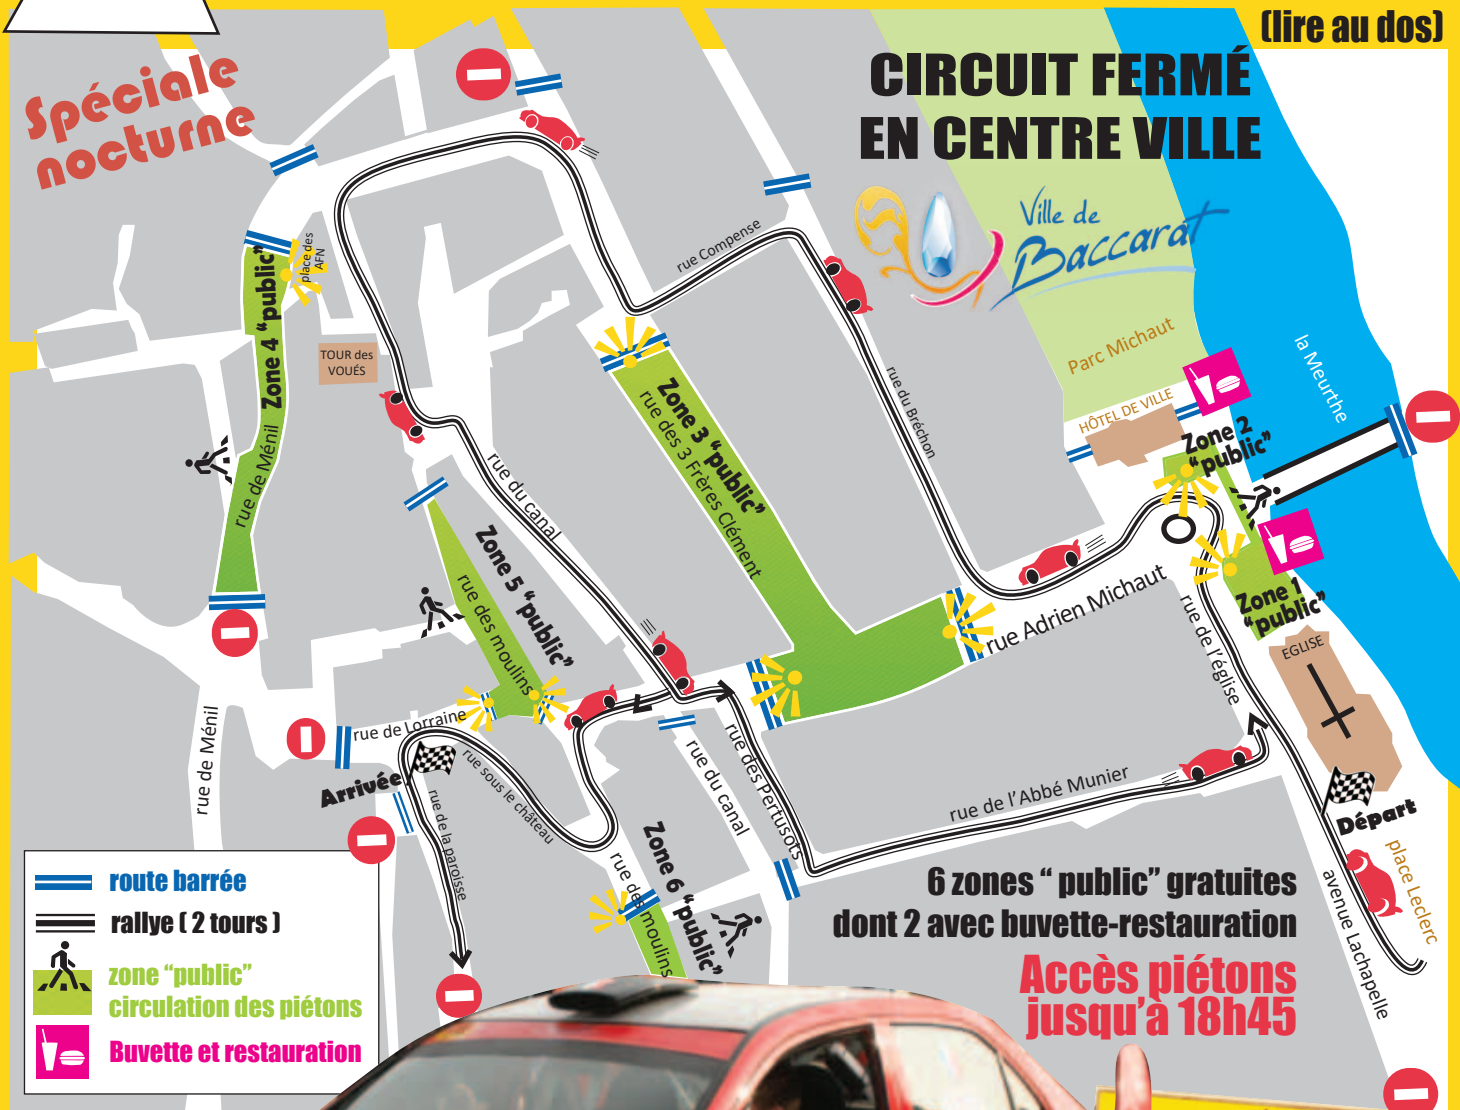 (lire au dos)
Spéciale
nocturne
CIRCUIT FERMÉ
EN CENTRE VILLE
Ville de
Baccarat
rue Compense
place des
AFN
Zone 4 "public"
TOUR des
VOUÉS
rue de Ménil
Zone 3 "public"
rue des 3 Frères Clément
rue du Bréchon
Parc Michaut
la Meurthe
HÔTEL DE VILLE
Zone 2
"public"
rue du canal
Zone 5 "public"
rue des moulins
rue Adrien Michaut
Zone 1
"public"
rue de l'église
EGLISE
rue de Ménil
rue de Lorraine
Arrivée
rue sous le château
rue de la paroisse
rue du canal
rue des Pertusots
rue de l'Abbé Munier
Départ
place Leclerc
avenue Lachapelle
Zone 6 "public"
rue des moulins
route barrée
rallye ( 2 tours )
zone "public"
circulation des piétons
Buvette et restauration
6 zones " public" gratuites
dont 2 avec buvette-restauration
Accès piétons
jusqu'à 18h45